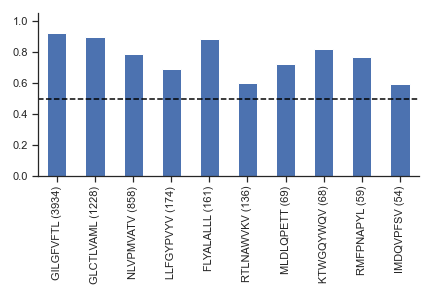 1.0
0.8
0.6
0.4
0.2
0.0
GILGFVFTL (3934)
GLCTLVAML (1228)
NLVPMVATV (858)
LLFGYPVYV (174)
FLYALALLL (161)
RTLNAWVKV (136)
MLDLQPETT (69)
KTWGQYWQV (68)
RMFPNAPYL (59)
IMDQVPFSV (54)